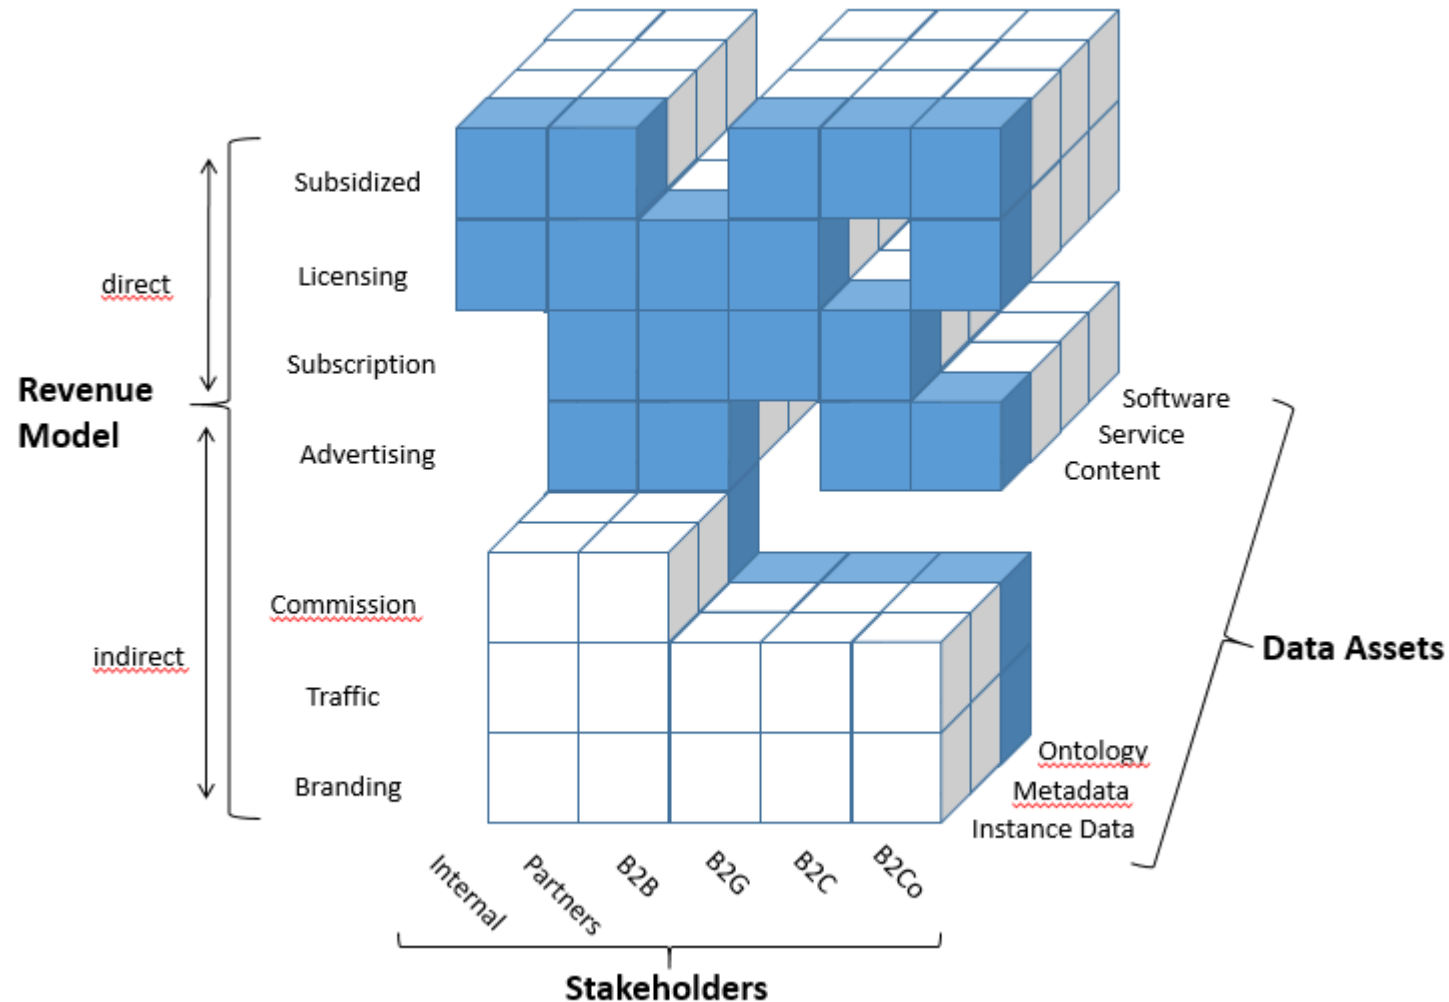 Subsidized
Licensing
direct
Subscription
Revenue
Model
Advertising
Commission
indirect
Traffic
Branding
Software
Service
Content
Data Assets
Ontology
Metadata
Instance Data
Internal
Partners
B2B
B2G
B2C
B2Co
Stakeholders